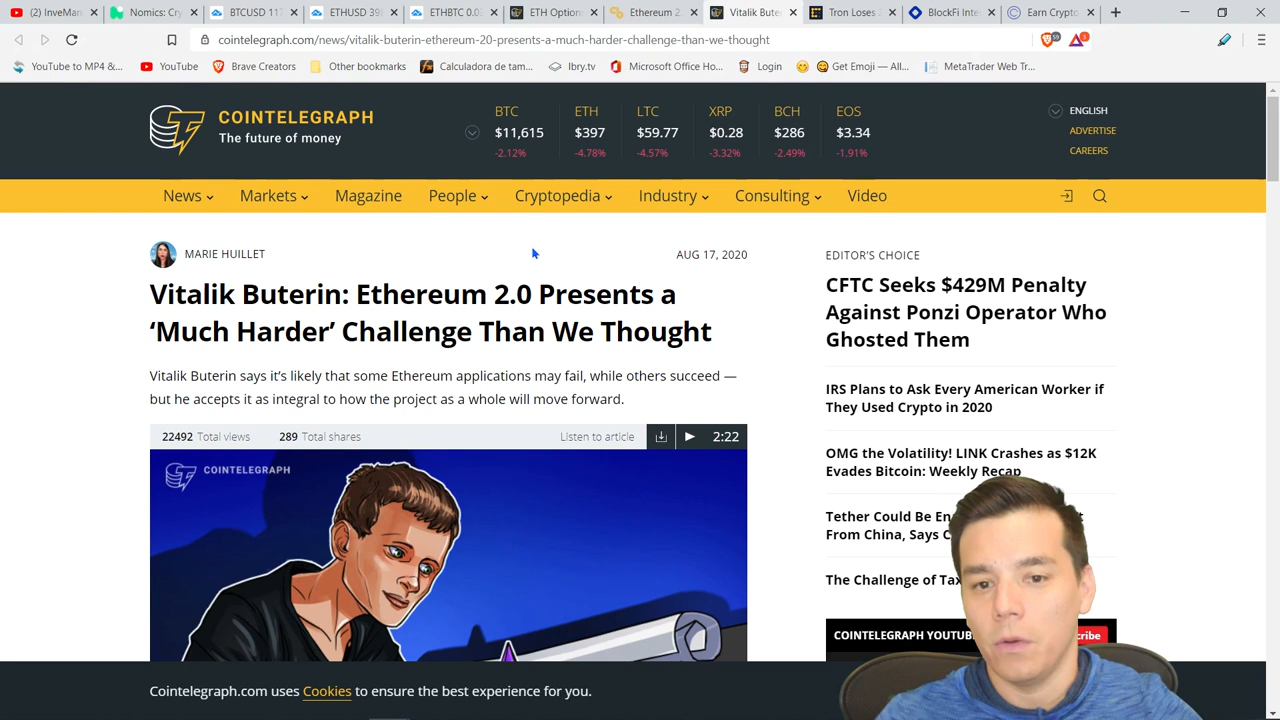 (2) InveMan
Nomics: Cry
BTCUSD 117
ETHUSD 39
ETHBTC 0.0
ETH Option
Ethereum 2.
Vitalik Buter
Tron Loses
BlockFi Inte
Earn Crypto
cointelegraph.com/news/vitalik-buterin-ethereum-20-presents-a-much-harder-challenge-than-we-thought
YouTube to MP4 &...
YouTube
Brave Creators
Other bookmarks
Calculadora de tam...
lbry.tv
Microsoft Office Ho...
Login
Get Emoji — All...
MetaTrader Web Tr...
COINTELEGRAPH
The future of money
BTC ETH LTC XRP BCH EOS
$11,615 $397 $59.77 $0.28 $286 $3.34
-2.12% -4.78% -4.57% -3.32% -2.49% -1.91%
ENGLISH
ADVERTISE
CAREERS
News Markets Magazine People Cryptopedia Industry Consulting Video
MARIE HUILLET
AUG 17, 2020
Vitalik Buterin: Ethereum 2.0 Presents a
‘Much Harder’ Challenge Than We Thought
Vitalik Buterin says it’s likely that some Ethereum applications may fail, while others succeed —
but he accepts it as integral to how the project as a whole will move forward.
22492 Total views 289 Total shares Listen to article 2:22
COINTELEGRAPH
EDITOR’S CHOICE
CFTC Seeks $429M Penalty
Against Ponzi Operator Who
Ghosted Them
IRS Plans to Ask Every American Worker if
They Used Crypto in 2020
OMG the Volatility! LINK Crashes as $12K
Evades Bitcoin: Weekly Recap
Tether Could Be En
From China, Says C
The Challenge of Ta
COINTELEGRAPH YOUTUB
Cointelegraph.com uses Cookies to ensure the best experience for you.